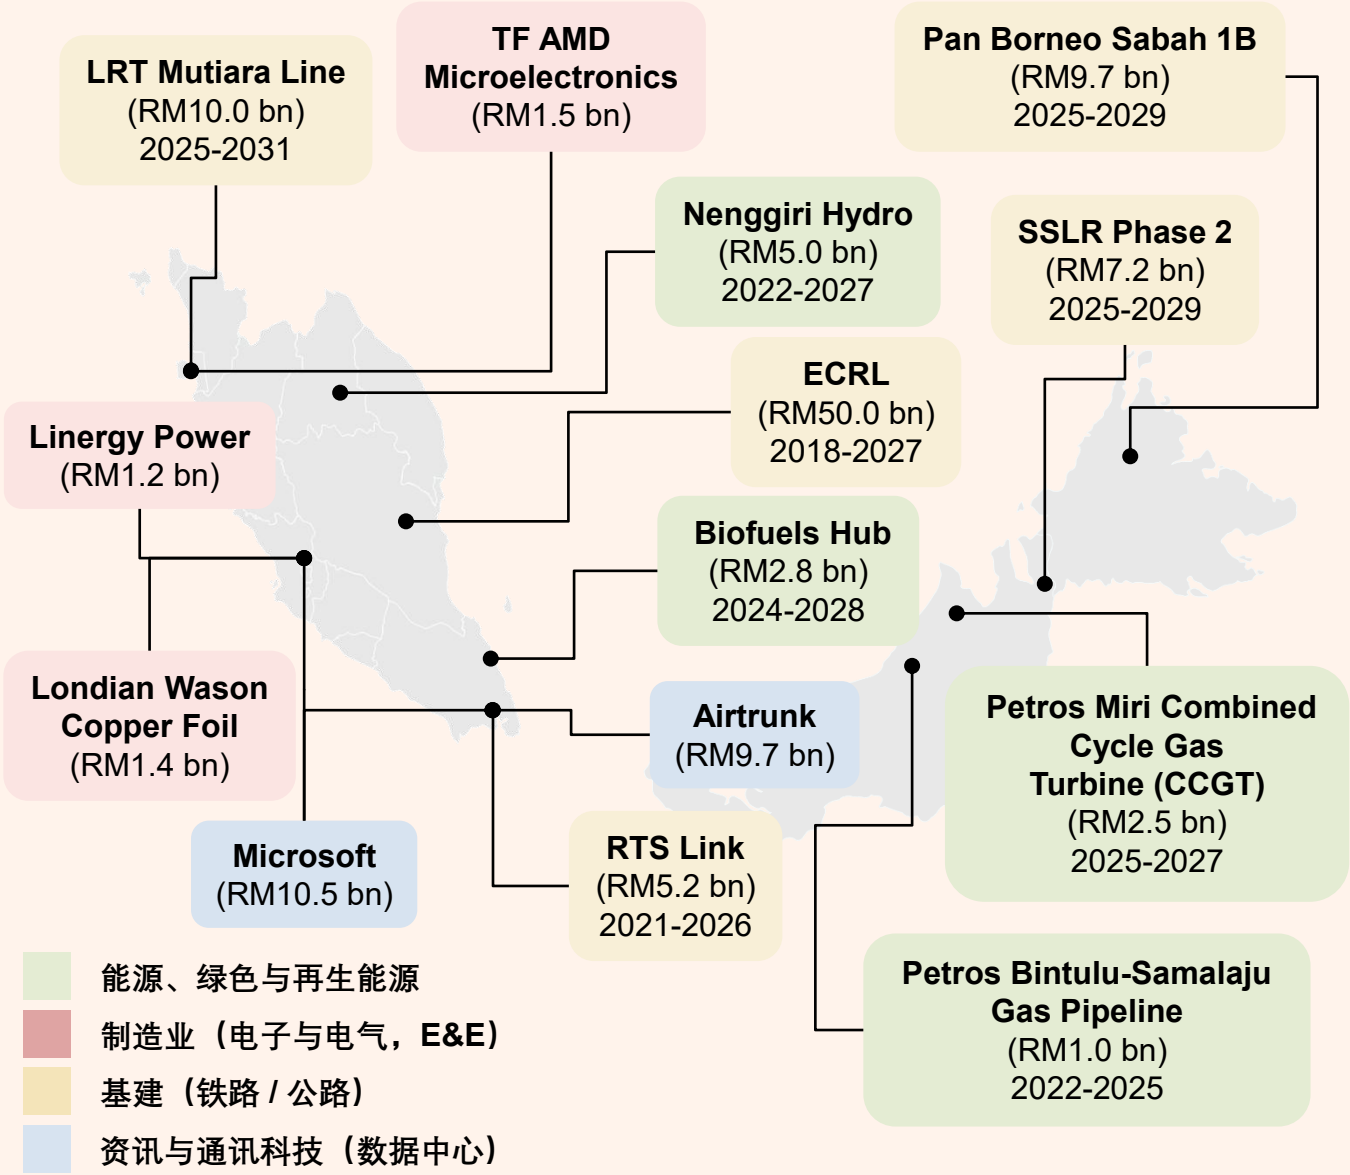 LRT Mutiara Line
(RM10.0 bn)
2025-2031
TF AMD
Microelectronics
(RM1.5 bn)
Pan Borneo Sabah 1B
(RM9.7 bn)
2025-2029
Nenggiri Hydro
(RM5.0 bn)
2022-2027
SSLR Phase 2
(RM7.2 bn)
2025-2029
ECRL
(RM50.0 bn)
2018-2027
Linergy Power
(RM1.2 bn)
Biofuels Hub
(RM2.8 bn)
2024-2028
Londian Wason
Copper Foil
(RM1.4 bn)
Airtrunk
(RM9.7 bn)
Petros Miri Combined
Cycle Gas
Turbine (CCGT)
(RM2.5 bn)
2025-2027
Microsoft
(RM10.5 bn)
RTS Link
(RM5.2 bn)
2021-2026
Petros Bintulu-Samalaju
Gas Pipeline
(RM1.0 bn)
2022-2025
能源、绿色与再生能源
制造业（电子与电气，E&E）
基建（铁路 / 公路）
资讯与通讯科技（数据中心）